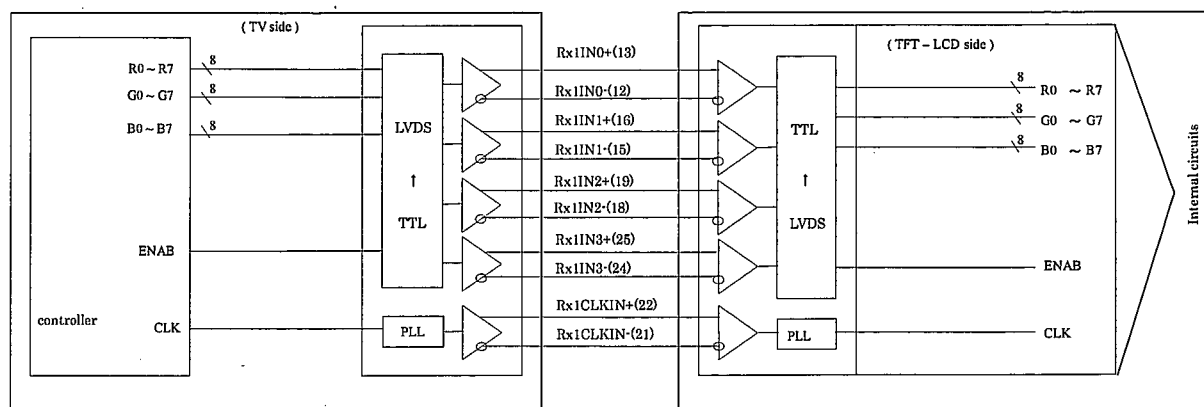 ( TV side )
R0 ~ R7
8
G0 ~ G7
8
B0 ~ B7
8
ENAB
controller
CLK
LVDS
↑
TTL
PLL
Rx1IN0+(13)
Rx1IN0-(12)
Rx1IN1+(16)
Rx1IN1-(15)
Rx1IN2+(19)
Rx1IN2-(18)
Rx1IN3+(25)
Rx1IN3-(24)
Rx1CLKIN+(22)
Rx1CLKIN-(21)
( TFT - LCD side )
TTL
↑
LVDS
PLL
8
R0 ~ R7
8
G0 ~ G7
8
B0 ~ B7
ENAB
CLK
Internal circuits